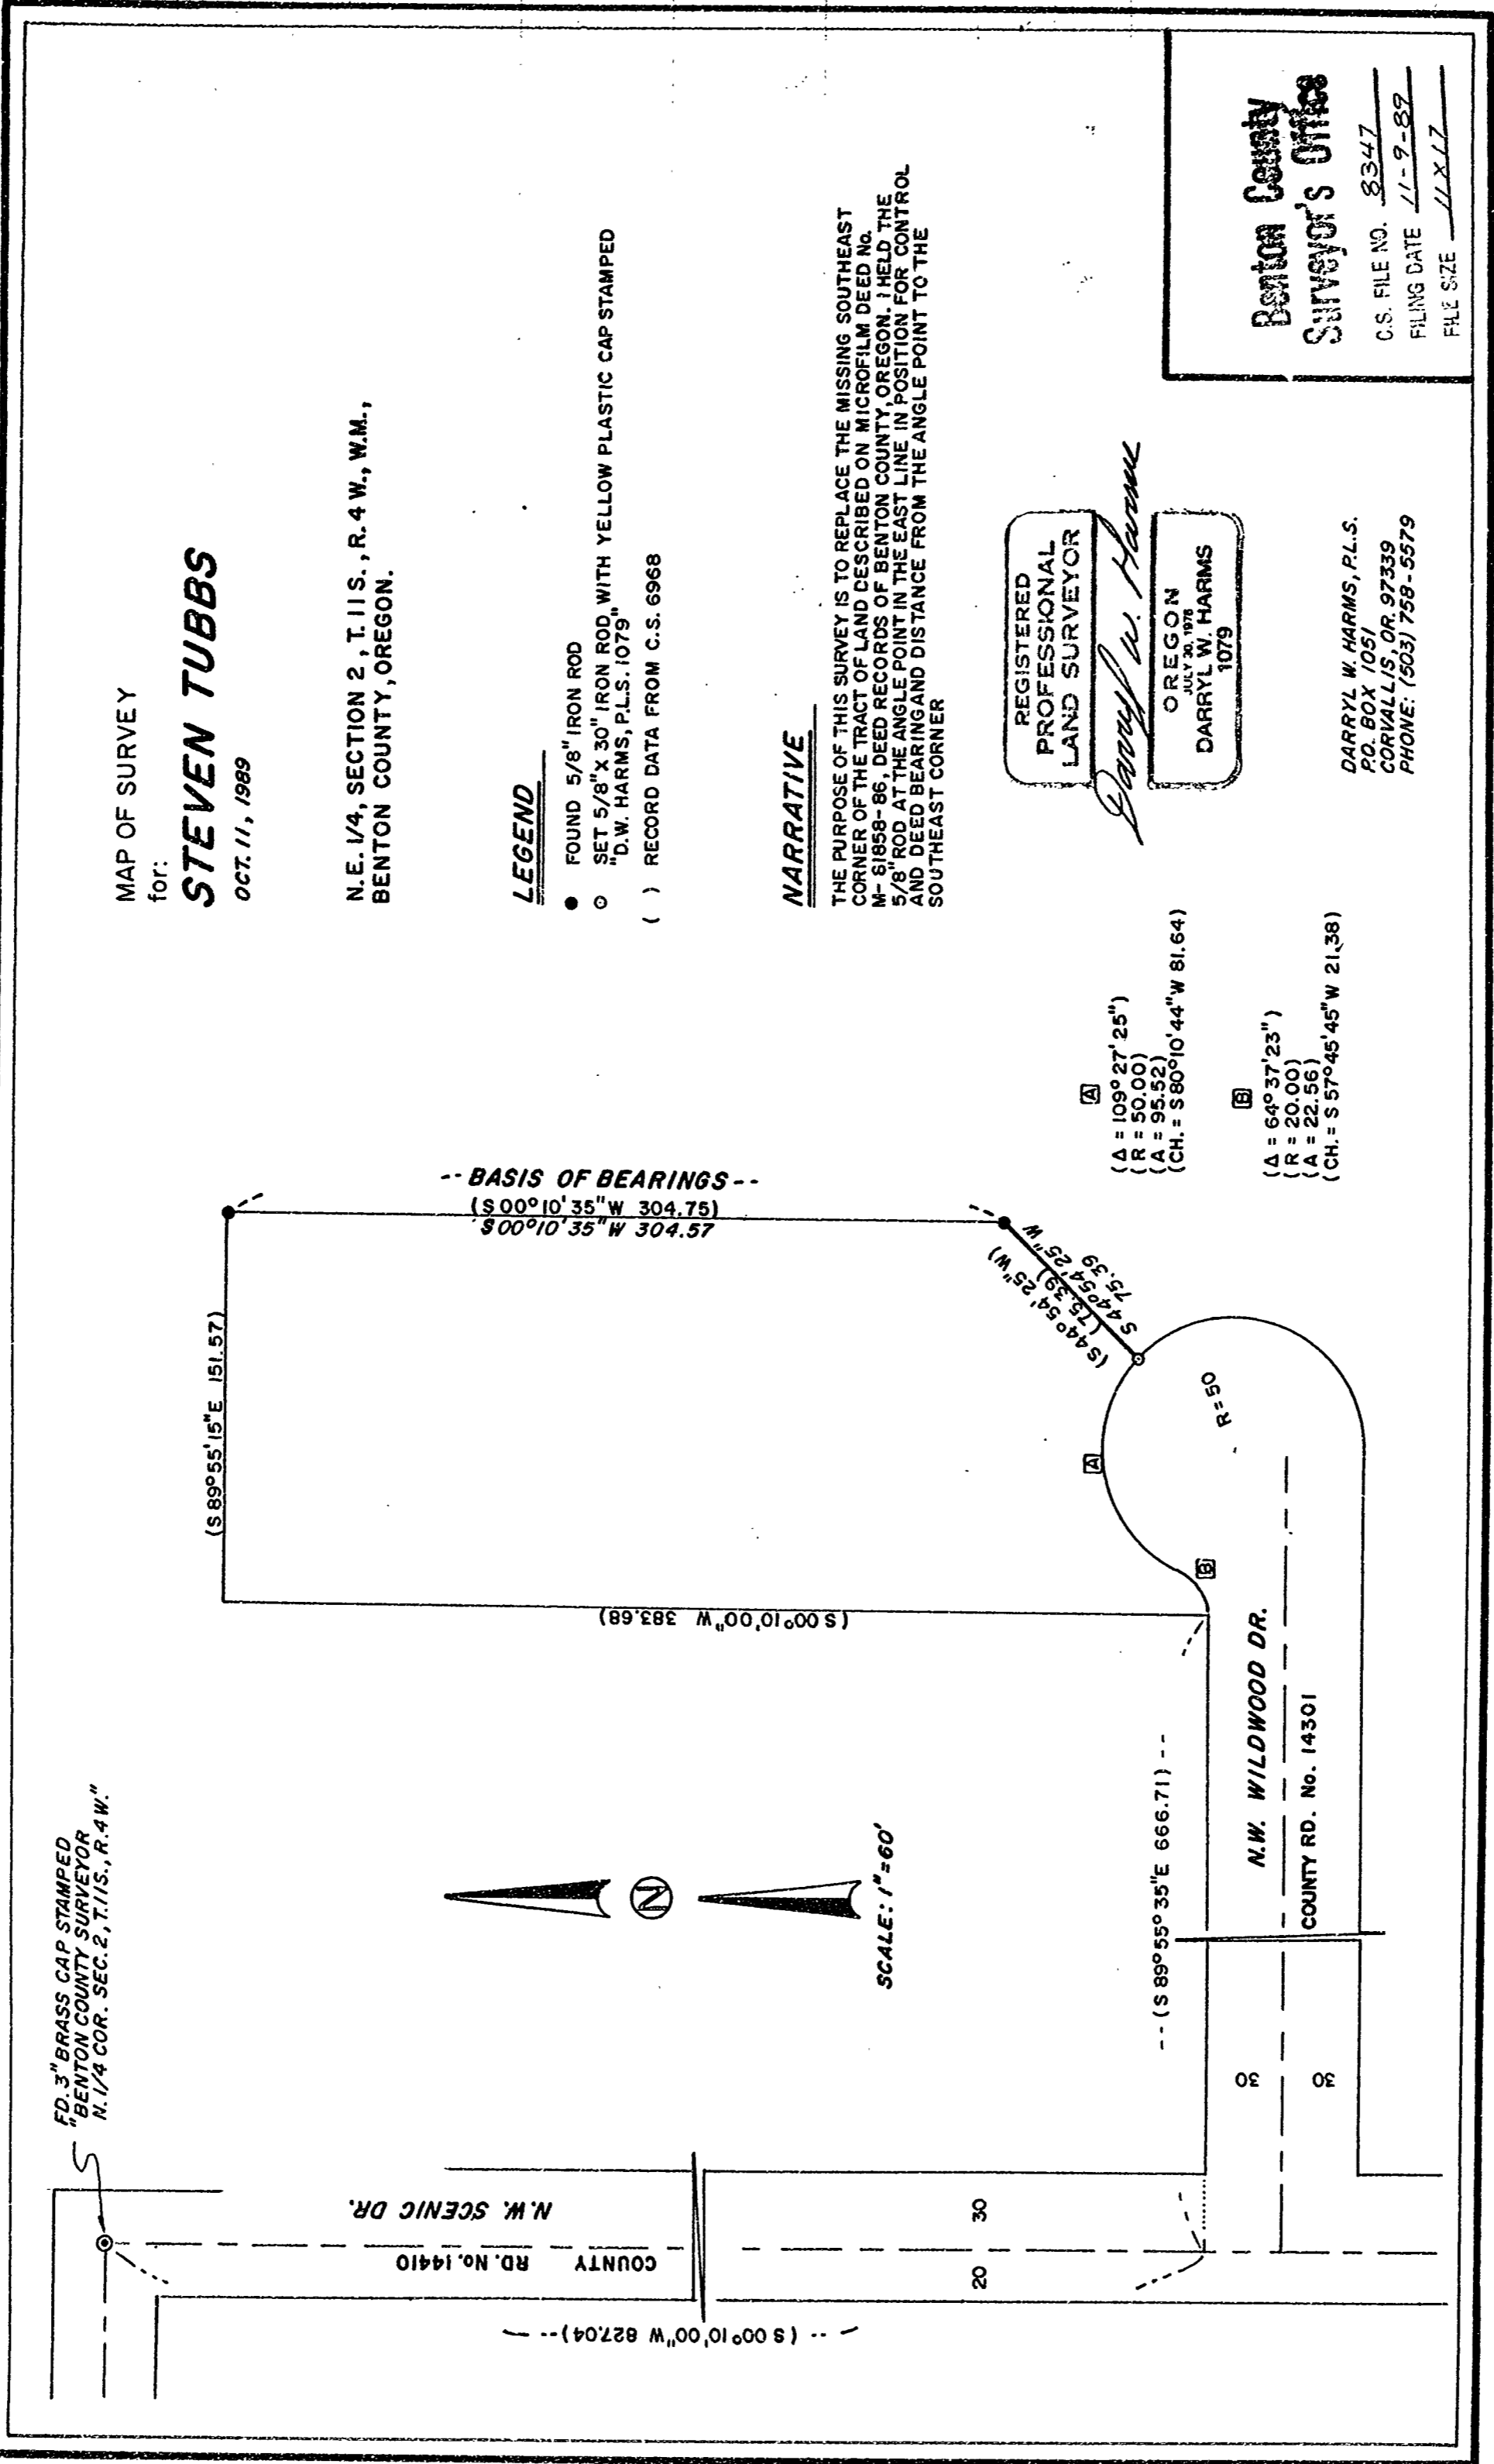 MAP OF SURVEY
for:
STEVEN TUBBS
OCT. 11, 1989
N.E. 1/4, SECTION 2, T. 11 S., R. 4 W., W.M.,
BENTON COUNTY, OREGON.
LEGEND
FOUND 5/8" IRON ROD
SET 5/8" X 30" IRON ROD WITH YELLOW PLASTIC CAP STAMPED
"D.W. HARMS, P.L.S. 1079"
( ) RECORD DATA FROM C.S. 6968
NARRATIVE
THE PURPOSE OF THIS SURVEY IS TO REPLACE THE MISSING SOUTHEAST
CORNER OF THE TRACT OF LAND DESCRIBED ON MICROFILM DEED No.
M-81858-86, DEED RECORDS OF BENTON COUNTY, OREGON. I HELD THE
5/8" ROD AT THE ANGLE POINT IN THE EAST LINE IN POSITION FOR CONTROL
AND DEED BEARING AND DISTANCE FROM THE ANGLE POINT TO THE
SOUTHEAST CORNER
REGISTERED
PROFESSIONAL
LAND SURVEYOR
Darryl W. Harms
OREGON
JULY 30, 1976
DARRYL W. HARMS
1079
DARRYL W. HARMS, P.L.S.
P.O. BOX 1051
CORVALLIS, OR. 97339
PHONE: (503) 758-5579
Benton County
Surveyor's Office
C.S. FILE NO. 8347
FILING DATE 11-9-89
FILE SIZE 11 X 17
FD. 3" BRASS CAP STAMPED
"BENTON COUNTY SURVEYOR
N. 1/4 COR. SEC. 2, T.11S., R.4W."
(S 89°55'15"E 151.57)
--BASIS OF BEARINGS--
(S 00°10'35"W 304.75)
S 00°10'35"W 304.57
(S 44°54'25"W)
(75.39)
S 44°54'25"W
75.39
(S 00°10'00"W 383.68)
A
B
R=50
A
(Δ = 109°27'25")
(R = 50.00)
(A = 95.52)
(CH. = S 80°10'44"W 81.64)
B
(Δ = 64°37'23")
(R = 20.00)
(A = 22.56)
(CH. = S 57°45'45"W 21.38)
N
SCALE: 1"=60'
--(S 89°55'35"E 666.71)--
N.W. WILDWOOD DR.
COUNTY RD. No. 14301
30
30
N.W. SCENIC DR.
COUNTY RD. No. 14410
30
20
--(S 00°10'00"W 827.04)--